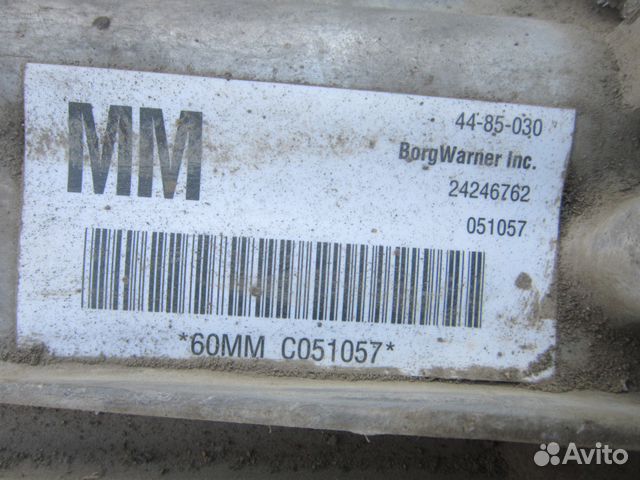 MM
44-85-030
BorgWarner Inc.
24246762
051057
*60MM C051057*
Avito